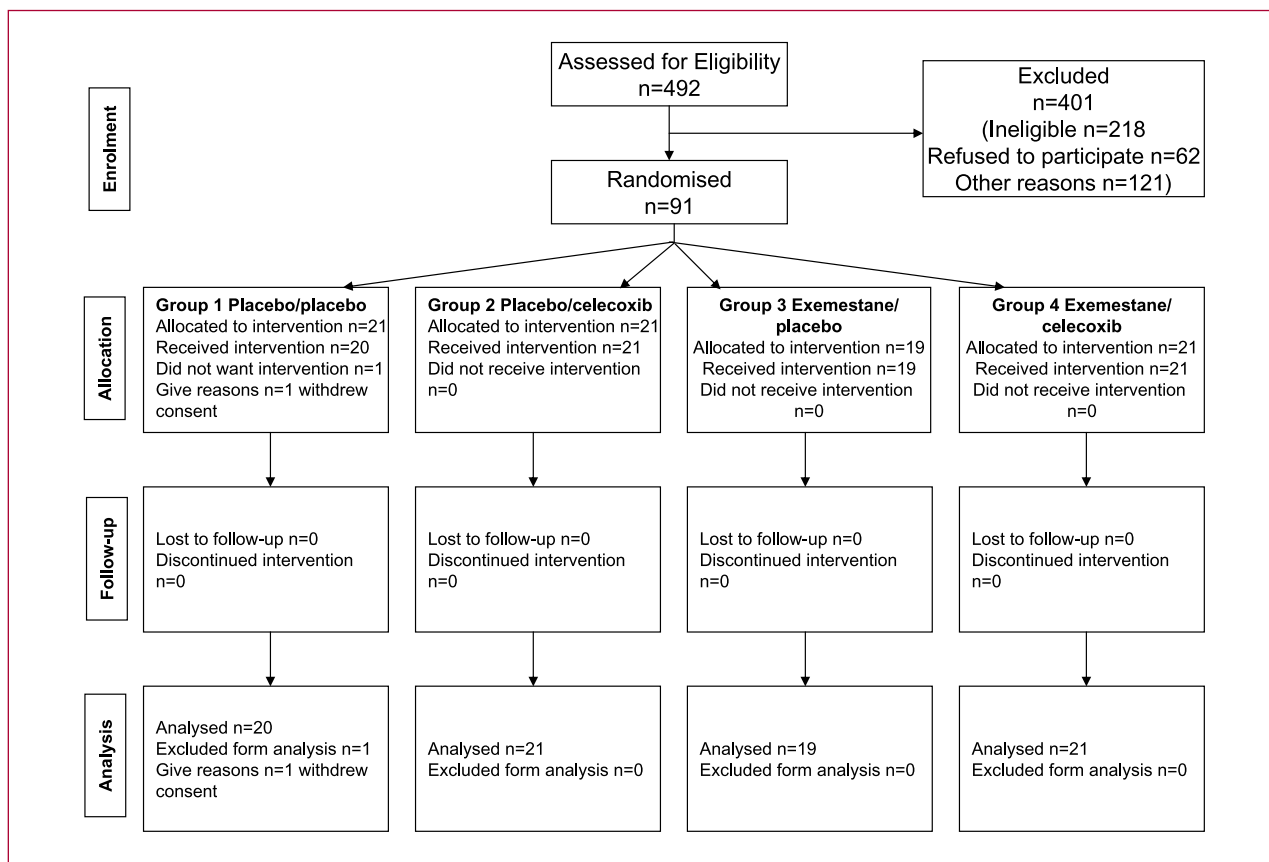 Enrolment
Assessed for Eligibility
n=492
Excluded
n=401
(Ineligible n=218
Refused to participate n=62
Other reasons n=121)
Randomised
n=91
Allocation
Group 1 Placebo/placebo
Allocated to intervention n=21
Received intervention n=20
Did not want intervention n=1
Give reasons n=1 withdrew
consent
Group 2 Placebo/celecoxib
Allocated to intervention n=21
Received intervention n=21
Did not receive intervention
n=0
Group 3 Exemestane/
placebo
Allocated to intervention n=19
Received intervention n=19
Did not receive intervention
n=0
Group 4 Exemestane/
celecoxib
Allocated to intervention n=21
Received intervention n=21
Did not receive intervention
n=0
Follow-up
Lost to follow-up n=0
Discontinued intervention
n=0
Lost to follow-up n=0
Discontinued intervention
n=0
Lost to follow-up n=0
Discontinued intervention
n=0
Lost to follow-up n=0
Discontinued intervention
n=0
Analysis
Analysed n=20
Excluded form analysis n=1
Give reasons n=1 withdrew
consent
Analysed n=21
Excluded form analysis n=0
Analysed n=19
Excluded form analysis n=0
Analysed n=21
Excluded form analysis n=0